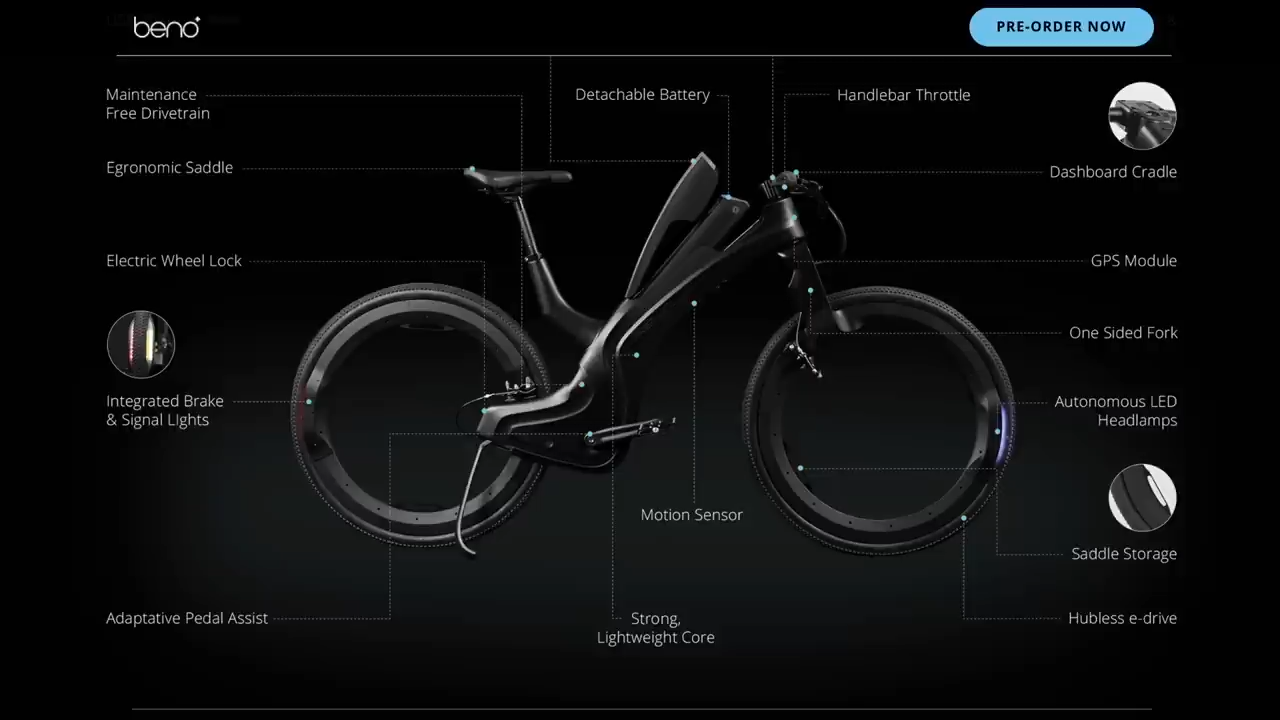 beno
PRE-ORDER NOW
Maintenance
Free Drivetrain
Detachable Battery
Handlebar Throttle
Egronomic Saddle
Dashboard Cradle
Electric Wheel Lock
GPS Module
One Sided Fork
Integrated Brake
& Signal Lights
Autonomous LED
Headlamps
Motion Sensor
Saddle Storage
Adaptative Pedal Assist
Strong,
Lightweight Core
Hubless e-drive